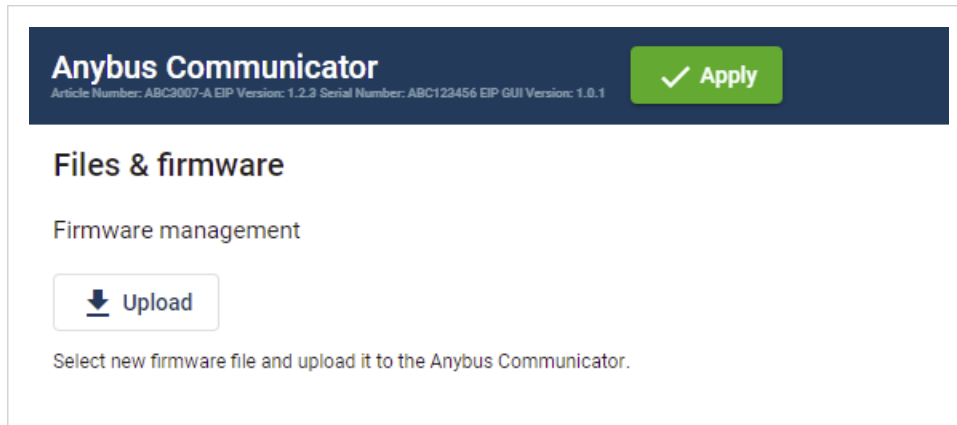 Anybus Communicator
Article Number: ABC3007-A EIP Version: 1.2.3 Serial Number: ABC123456 EIP GUI Version: 1.0.1
Apply
Files & firmware
Firmware management
Upload
Select new firmware file and upload it to the Anybus Communicator.